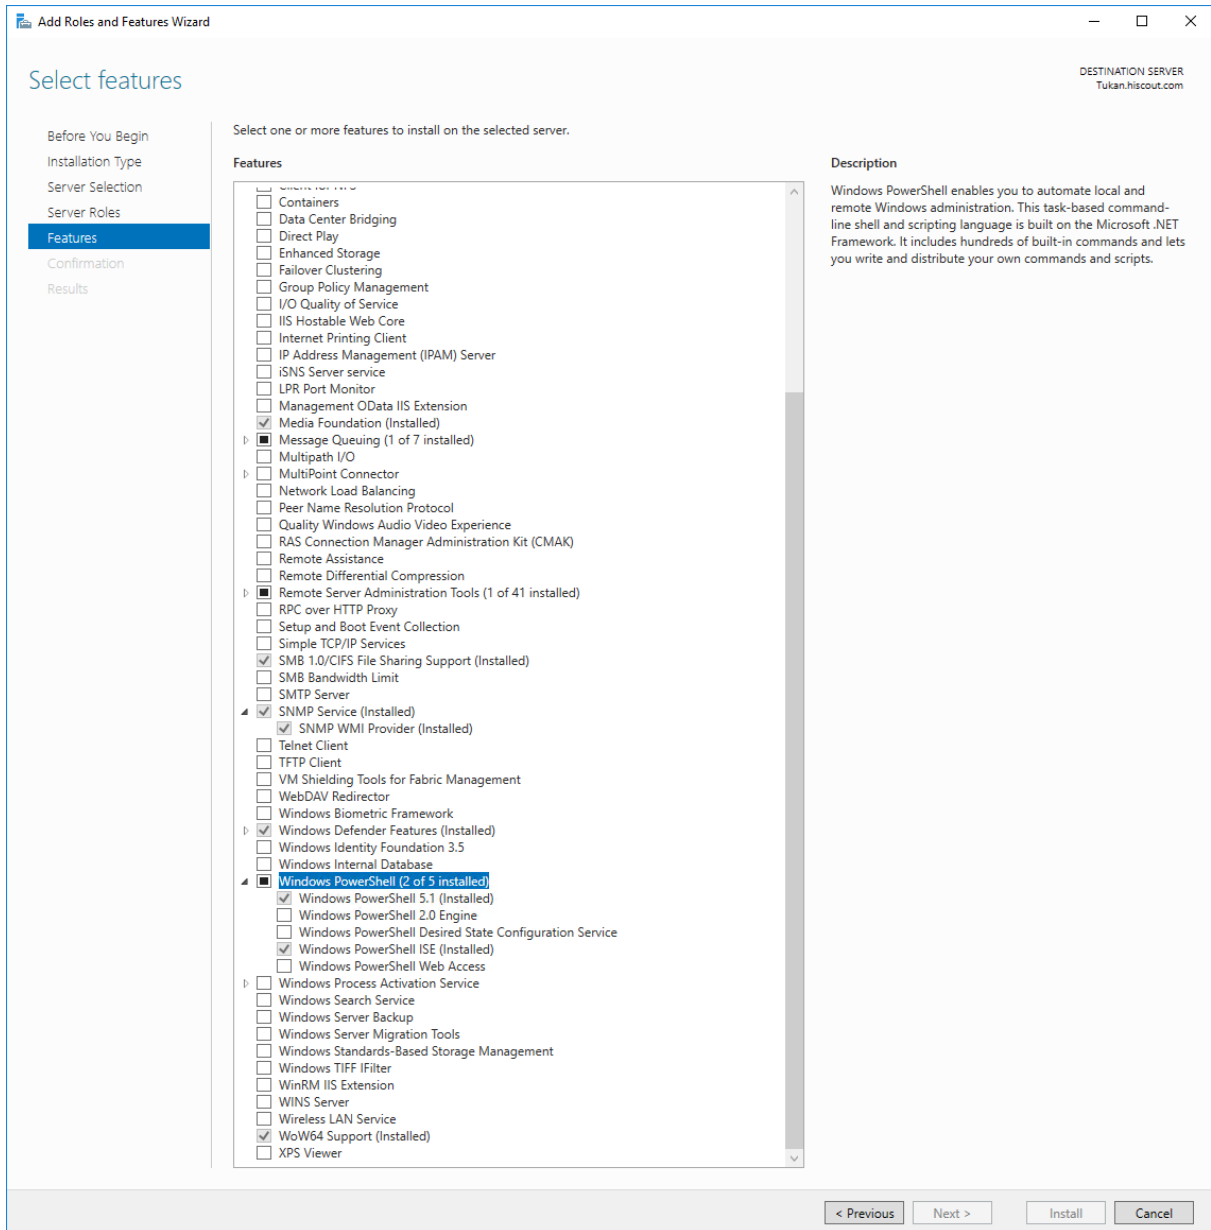 Add Roles and Features Wizard
Select features
DESTINATION SERVER
Tukan.hiscout.com
Before You Begin
Installation Type
Server Selection
Server Roles
Features
Confirmation
Results
Select one or more features to install on the selected server.
Features
Client for NFS
Containers
Data Center Bridging
Direct Play
Enhanced Storage
Failover Clustering
Group Policy Management
I/O Quality of Service
IIS Hostable Web Core
Internet Printing Client
IP Address Management (IPAM) Server
iSNS Server service
LPR Port Monitor
Management OData IIS Extension
Media Foundation (Installed)
Message Queuing (1 of 7 installed)
Multipath I/O
MultiPoint Connector
Network Load Balancing
Peer Name Resolution Protocol
Quality Windows Audio Video Experience
RAS Connection Manager Administration Kit (CMAK)
Remote Assistance
Remote Differential Compression
Remote Server Administration Tools (1 of 41 installed)
RPC over HTTP Proxy
Setup and Boot Event Collection
Simple TCP/IP Services
SMB 1.0/CIFS File Sharing Support (Installed)
SMB Bandwidth Limit
SMTP Server
SNMP Service (Installed)
SNMP WMI Provider (Installed)
Telnet Client
TFTP Client
VM Shielding Tools for Fabric Management
WebDAV Redirector
Windows Biometric Framework
Windows Defender Features (Installed)
Windows Identity Foundation 3.5
Windows Internal Database
Windows PowerShell (2 of 5 installed)
Windows PowerShell 5.1 (Installed)
Windows PowerShell 2.0 Engine
Windows PowerShell Desired State Configuration Service
Windows PowerShell ISE (Installed)
Windows PowerShell Web Access
Windows Process Activation Service
Windows Search Service
Windows Server Backup
Windows Server Migration Tools
Windows Standards-Based Storage Management
Windows TIFF IFilter
WinRM IIS Extension
WINS Server
Wireless LAN Service
WoW64 Support (Installed)
XPS Viewer
Description
Windows PowerShell enables you to automate local and
remote Windows administration. This task-based command-
line shell and scripting language is built on the Microsoft .NET
Framework. It includes hundreds of built-in commands and lets
you write and distribute your own commands and scripts.
< Previous
Next >
Install
Cancel